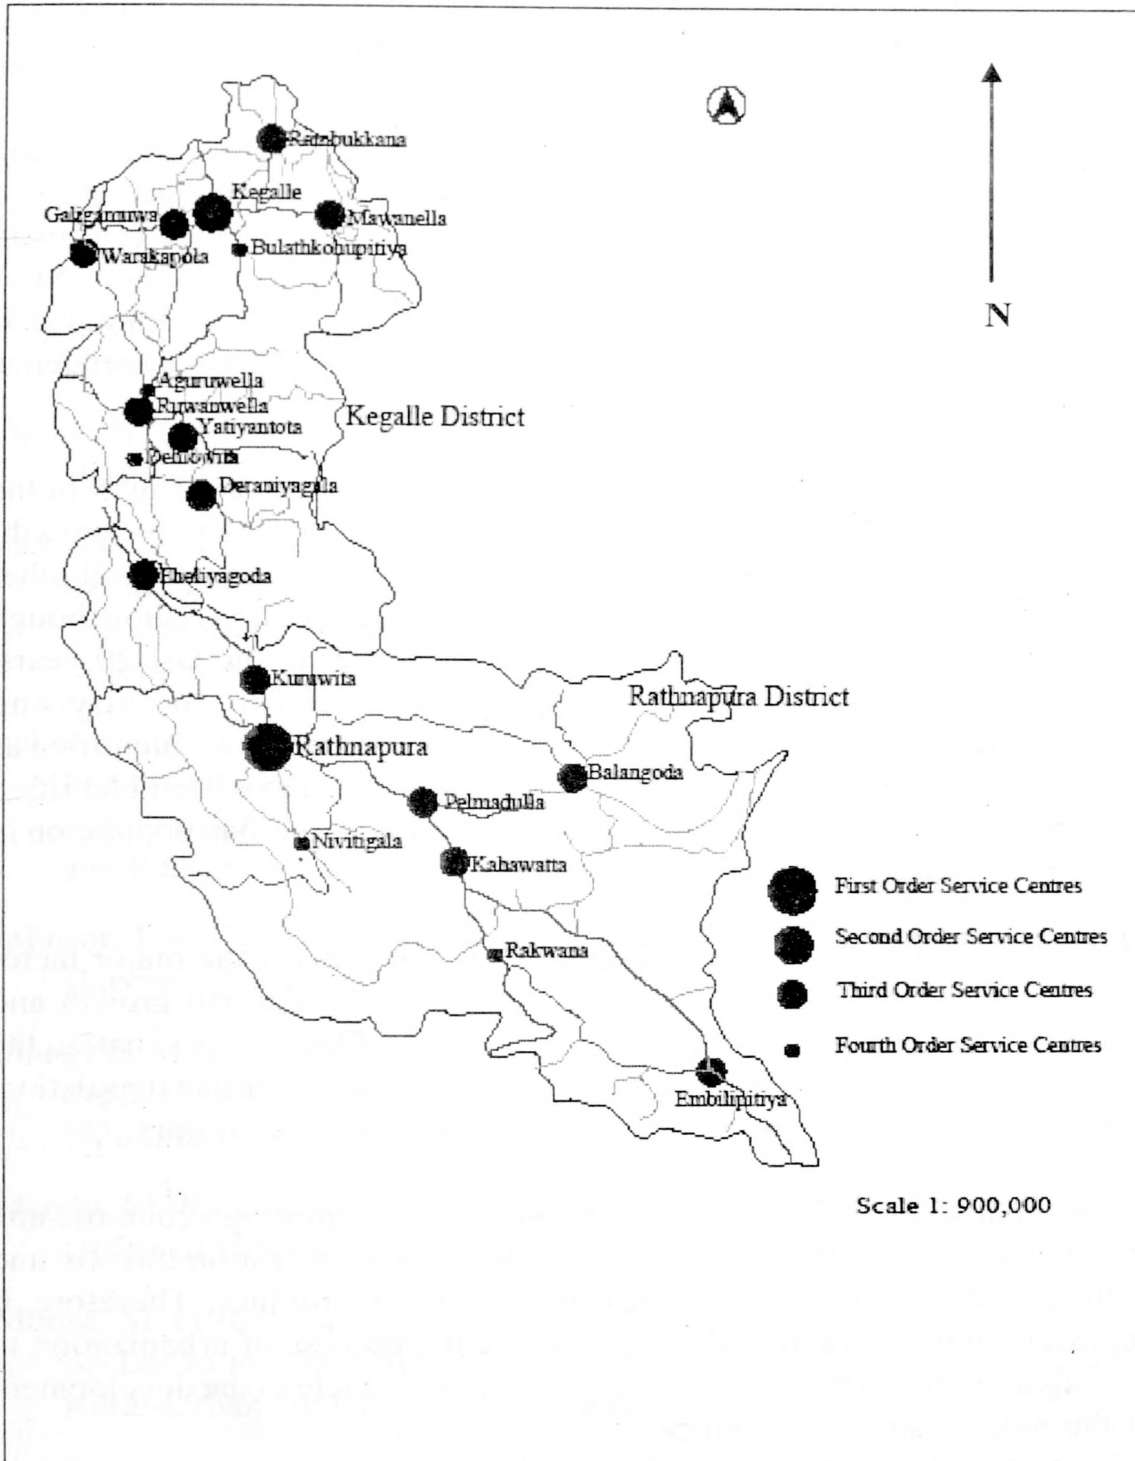 N
Rambukkana
Kegalle
Galigamuwa
Mawanella
Warakapola
Bulathkohupitiya
Aguruwella
Ruwanwella
Kegalle District
Yatiyantota
Dehiowita
Deraniyagala
Eheliyagoda
Kuruwita
Rathnapura District
Rathnapura
Balangoda
Pelmadulla
Nivitigala
Kahawatta
First Order Service Centres
Second Order Service Centres
Rakwana
Third Order Service Centres
Fourth Order Service Centres
Embilipitiya
Scale 1: 900,000